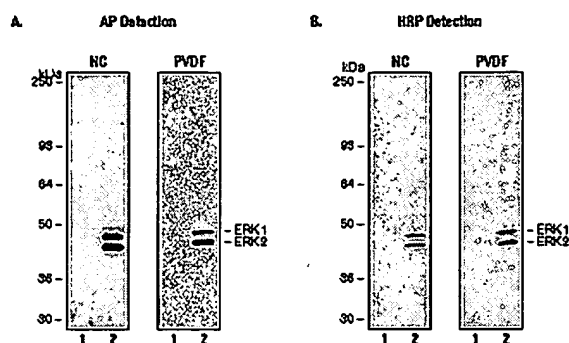 A. AP Detection
B. HRP Detection
NC PVDF
kDa
250
98
64
50
36
30
ERK1
ERK2
1 2 1 2
NC PVDF
kDa
250
98
64
50
36
30
ERK1
ERK2
1 2 1 2